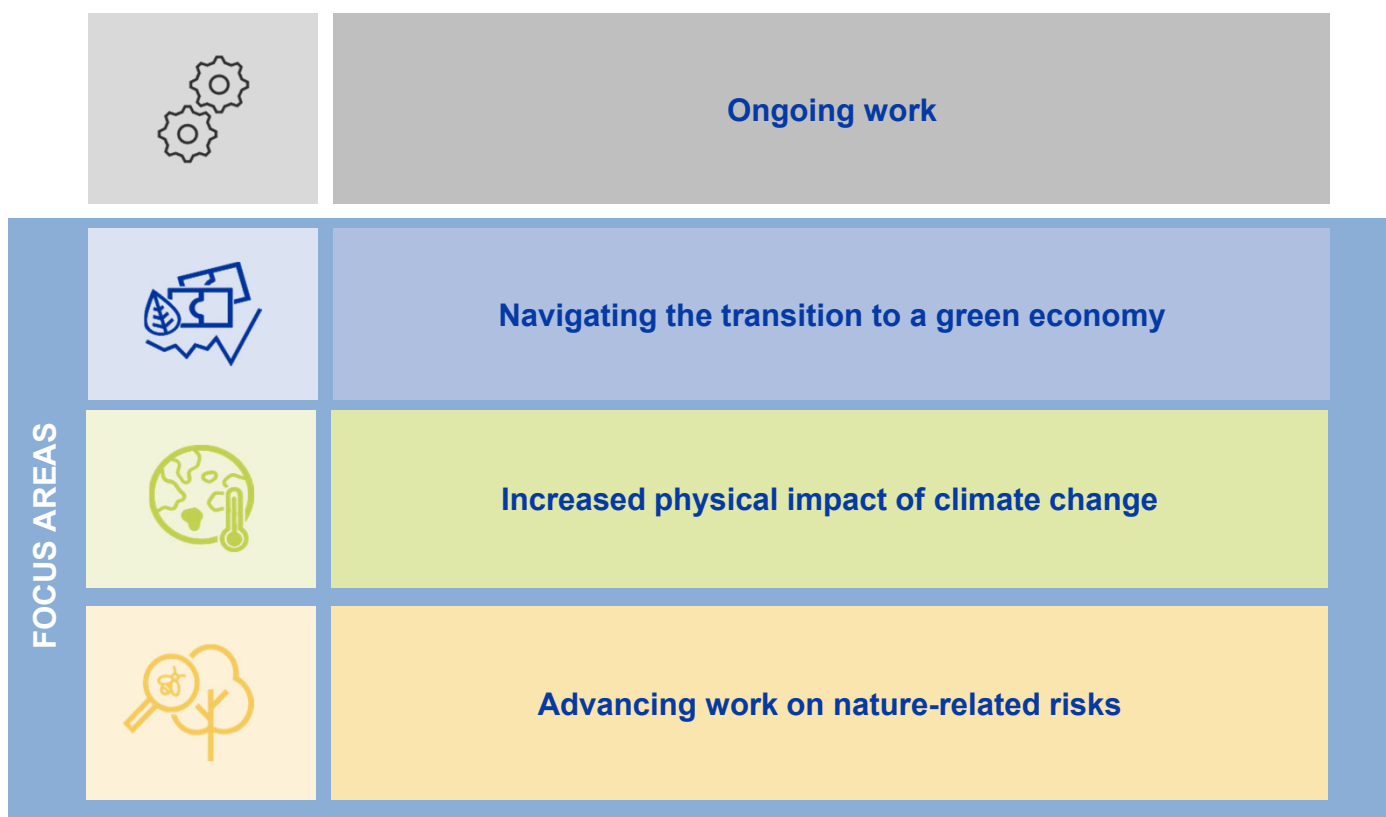 Ongoing work
FOCUS AREAS
Navigating the transition to a green economy
Increased physical impact of climate change
Advancing work on nature-related risks